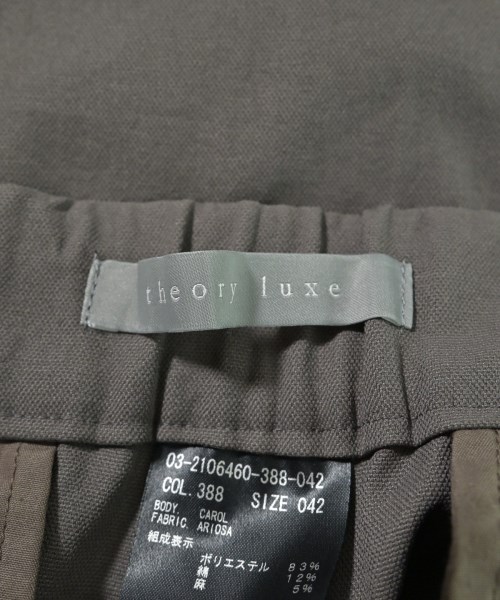 theory luxe
03-2106460-388-042
COL. 388 SIZE 042
BODY. CAROL
FABRIC. ARIOSA
組成表示
ポリエステル 83%
綿 12%
麻 5%